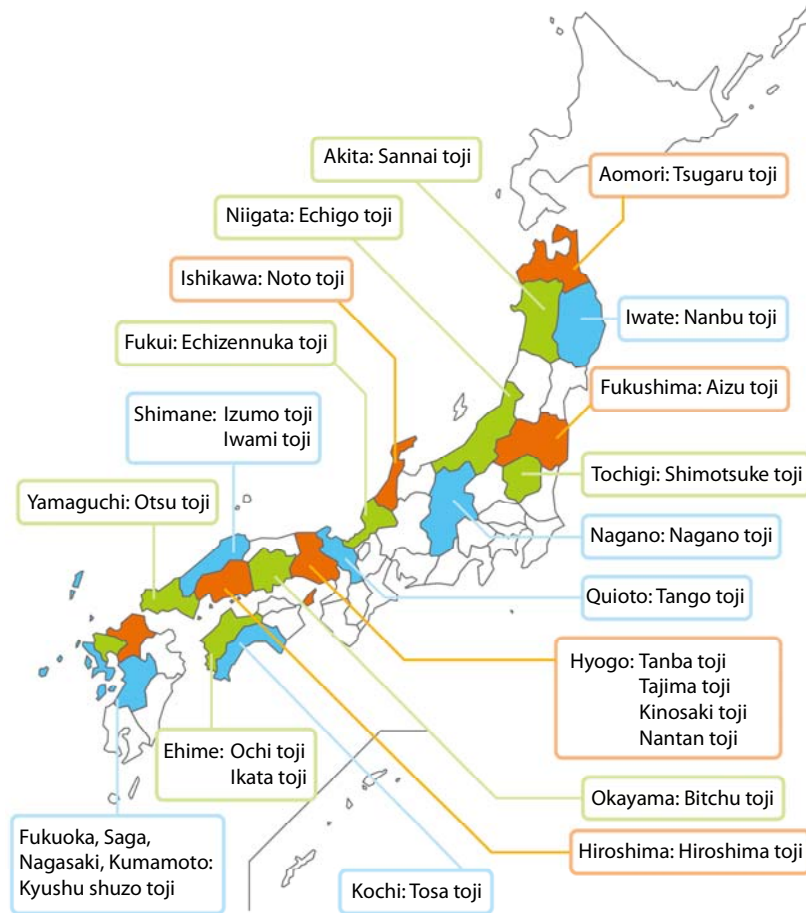 Akita: Sannai toji
Aomori: Tsugaru toji
Niigata: Echigo toji
Ishikawa: Noto toji
Iwate: Nanbu toji
Fukui: Echizennuka toji
Fukushima: Aizu toji
Shimane: Izumo toji
Iwami toji
Tochigi: Shimotsuke toji
Yamaguchi: Otsu toji
Nagano: Nagano toji
Quioto: Tango toji
Hyogo: Tanba toji
Tajima toji
Kinosaki toji
Nantan toji
Ehime: Ochi toji
Ikata toji
Okayama: Bitchu toji
Fukuoka, Saga,
Nagasaki, Kumamoto:
Kyushu shuzo toji
Hiroshima: Hiroshima toji
Kochi: Tosa toji